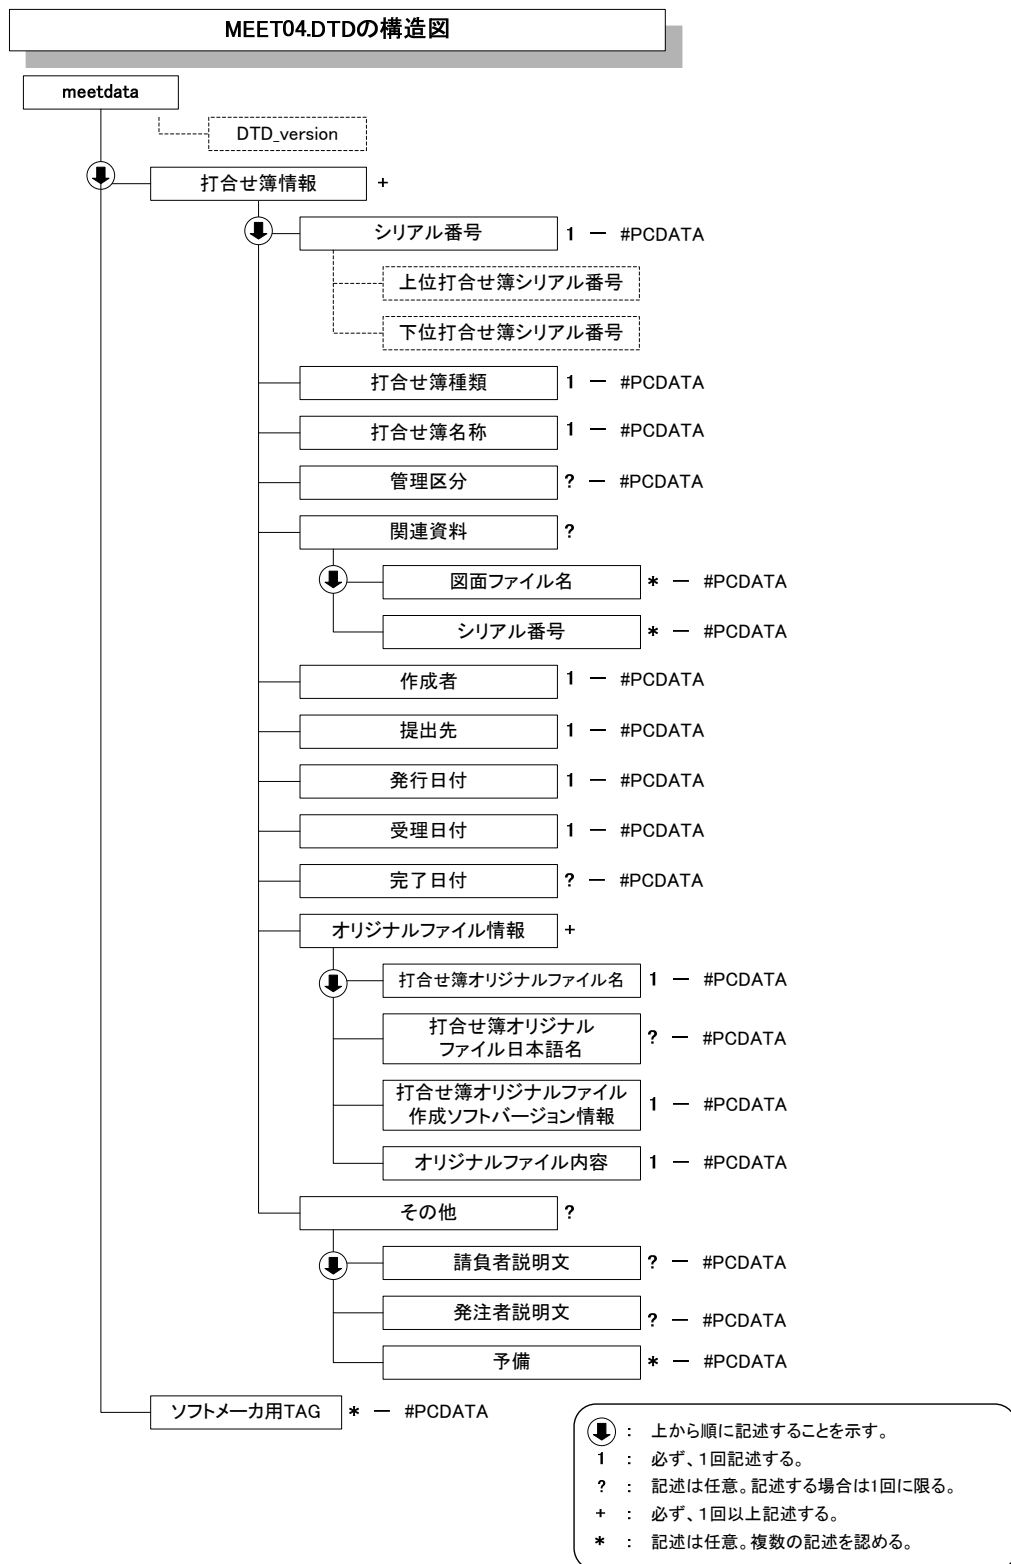 MEET04.DTDの構造図
meetdata
DTD_version
打合せ簿情報 +
シリアル番号 1 － #PCDATA
上位打合せ簿シリアル番号
下位打合せ簿シリアル番号
打合せ簿種類 1 － #PCDATA
打合せ簿名称 1 － #PCDATA
管理区分 ? － #PCDATA
関連資料 ?
図面ファイル名 * － #PCDATA
シリアル番号 * － #PCDATA
作成者 1 － #PCDATA
提出先 1 － #PCDATA
発行日付 1 － #PCDATA
受理日付 1 － #PCDATA
完了日付 ? － #PCDATA
オリジナルファイル情報 +
打合せ簿オリジナルファイル名 1 － #PCDATA
打合せ簿オリジナル
ファイル日本語名 ? － #PCDATA
打合せ簿オリジナルファイル
作成ソフトバージョン情報 1 － #PCDATA
オリジナルファイル内容 1 － #PCDATA
その他 ?
請負者説明文 ? － #PCDATA
発注者説明文 ? － #PCDATA
予備 * － #PCDATA
ソフトメーカ用TAG * － #PCDATA
： 上から順に記述することを示す。
1 ： 必ず、1回記述する。
? ： 記述は任意。記述する場合は1回に限る。
+ ： 必ず、1回以上記述する。
* ： 記述は任意。複数の記述を認める。